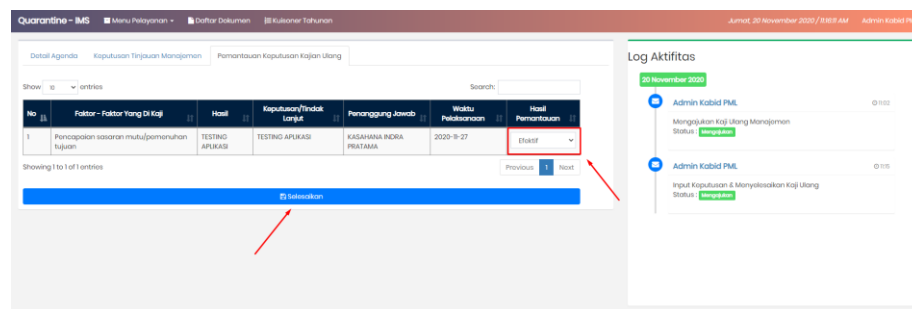 Quarantine - IMS Menu Pelayanan Daftar Dokumen Kuisoner Tahunan Jumat, 20 November 2020 / 11:16:11 AM Admin Kabid
Detail Agenda Keputusan Tinjauan Manajemen Pemantauan Keputusan Kajian Ulang
Show 10 entries Search:
No Faktor - Faktor Yang Di Kaji Hasil Keputusan/Tindak Lanjut Penanggung Jawab Waktu Pelaksanaan Hasil Pemantauan
1 Pencapaian sasaran mutu/pemenuhan tujuan TESTING APLIKASI TESTING APLIKASI KASAHANA INDRA PRATAMA 2020-11-27 Efektif
Showing 1 to 1 of 1 entries Previous 1 Next
Selesaikan
Log Aktifitas
20 November 2020
Admin Kabid PML 11:02
Mengajukan Kaji Ulang Manajemen
Status : Mengajukan
Admin Kabid PML 11:15
Input Keputusan & Menyelesaikan Kaji Ulang
Status : Mengajukan